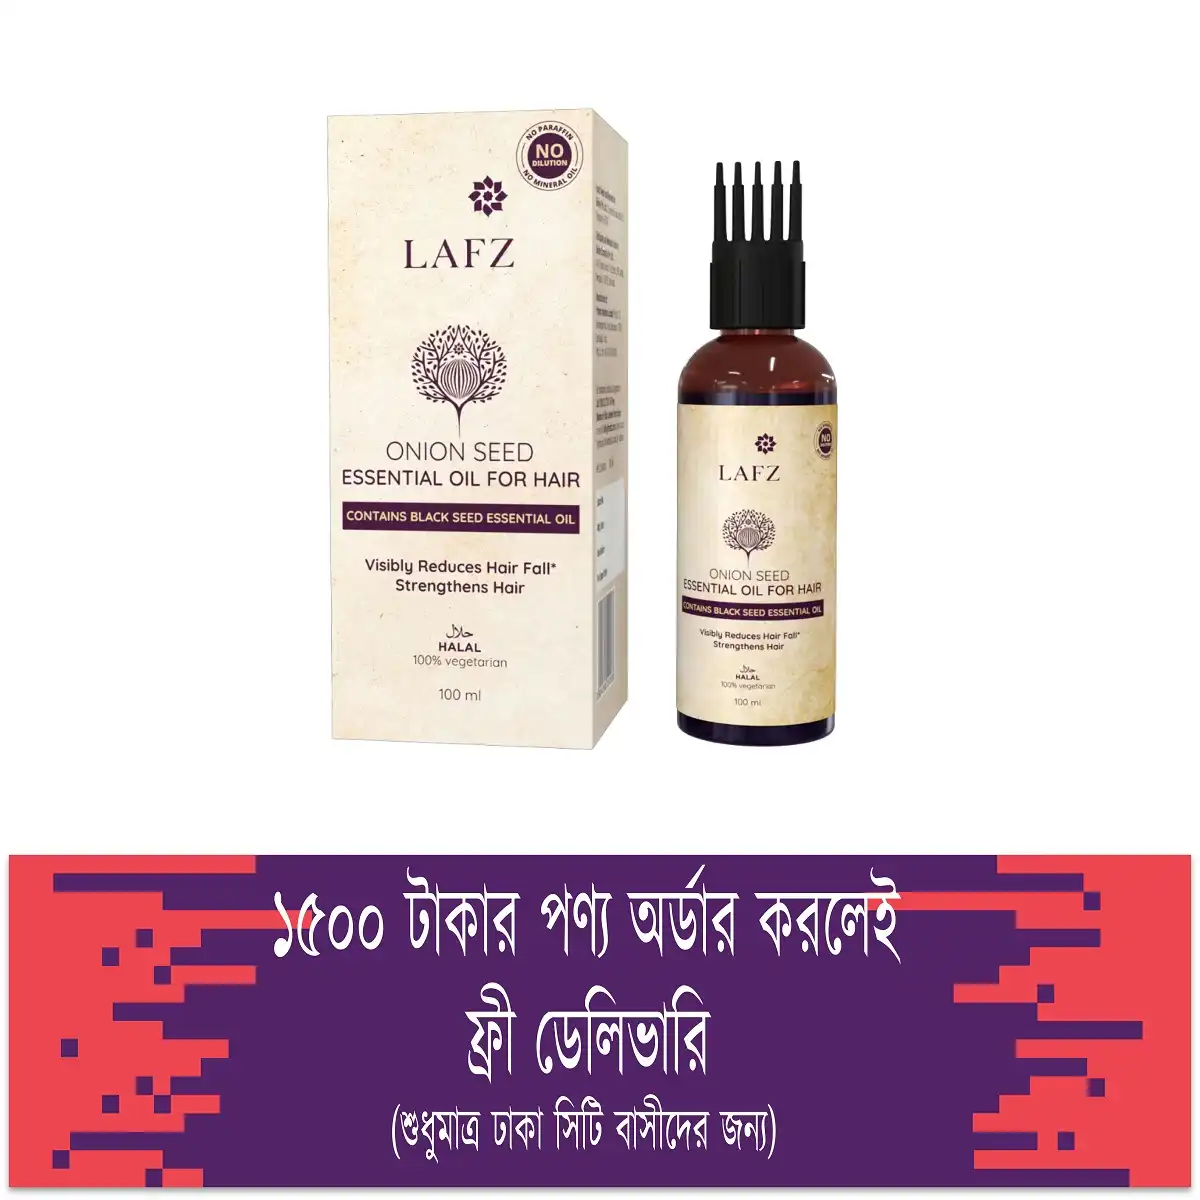 NO PARAFFIN
NO
DILUTION
NO MINERAL OIL
LAFZ
ONION SEED
ESSENTIAL OIL FOR HAIR
CONTAINS BLACK SEED ESSENTIAL OIL
Visibly Reduces Hair Fall*
Strengthens Hair
حلال
HALAL
100% vegetarian
100 ml
NO
LAFZ
ONION SEED
ESSENTIAL OIL FOR HAIR
CONTAINS BLACK SEED ESSENTIAL OIL
Visibly Reduces Hair Fall*
Strengthens Hair
حلال
HALAL
100% vegetarian
100 ml
১৫০০ টাকার পণ্য অর্ডার করলেই
ফ্রী ডেলিভারি
(শুধুমাত্র ঢাকা সিটি বাসীদের জন্য)